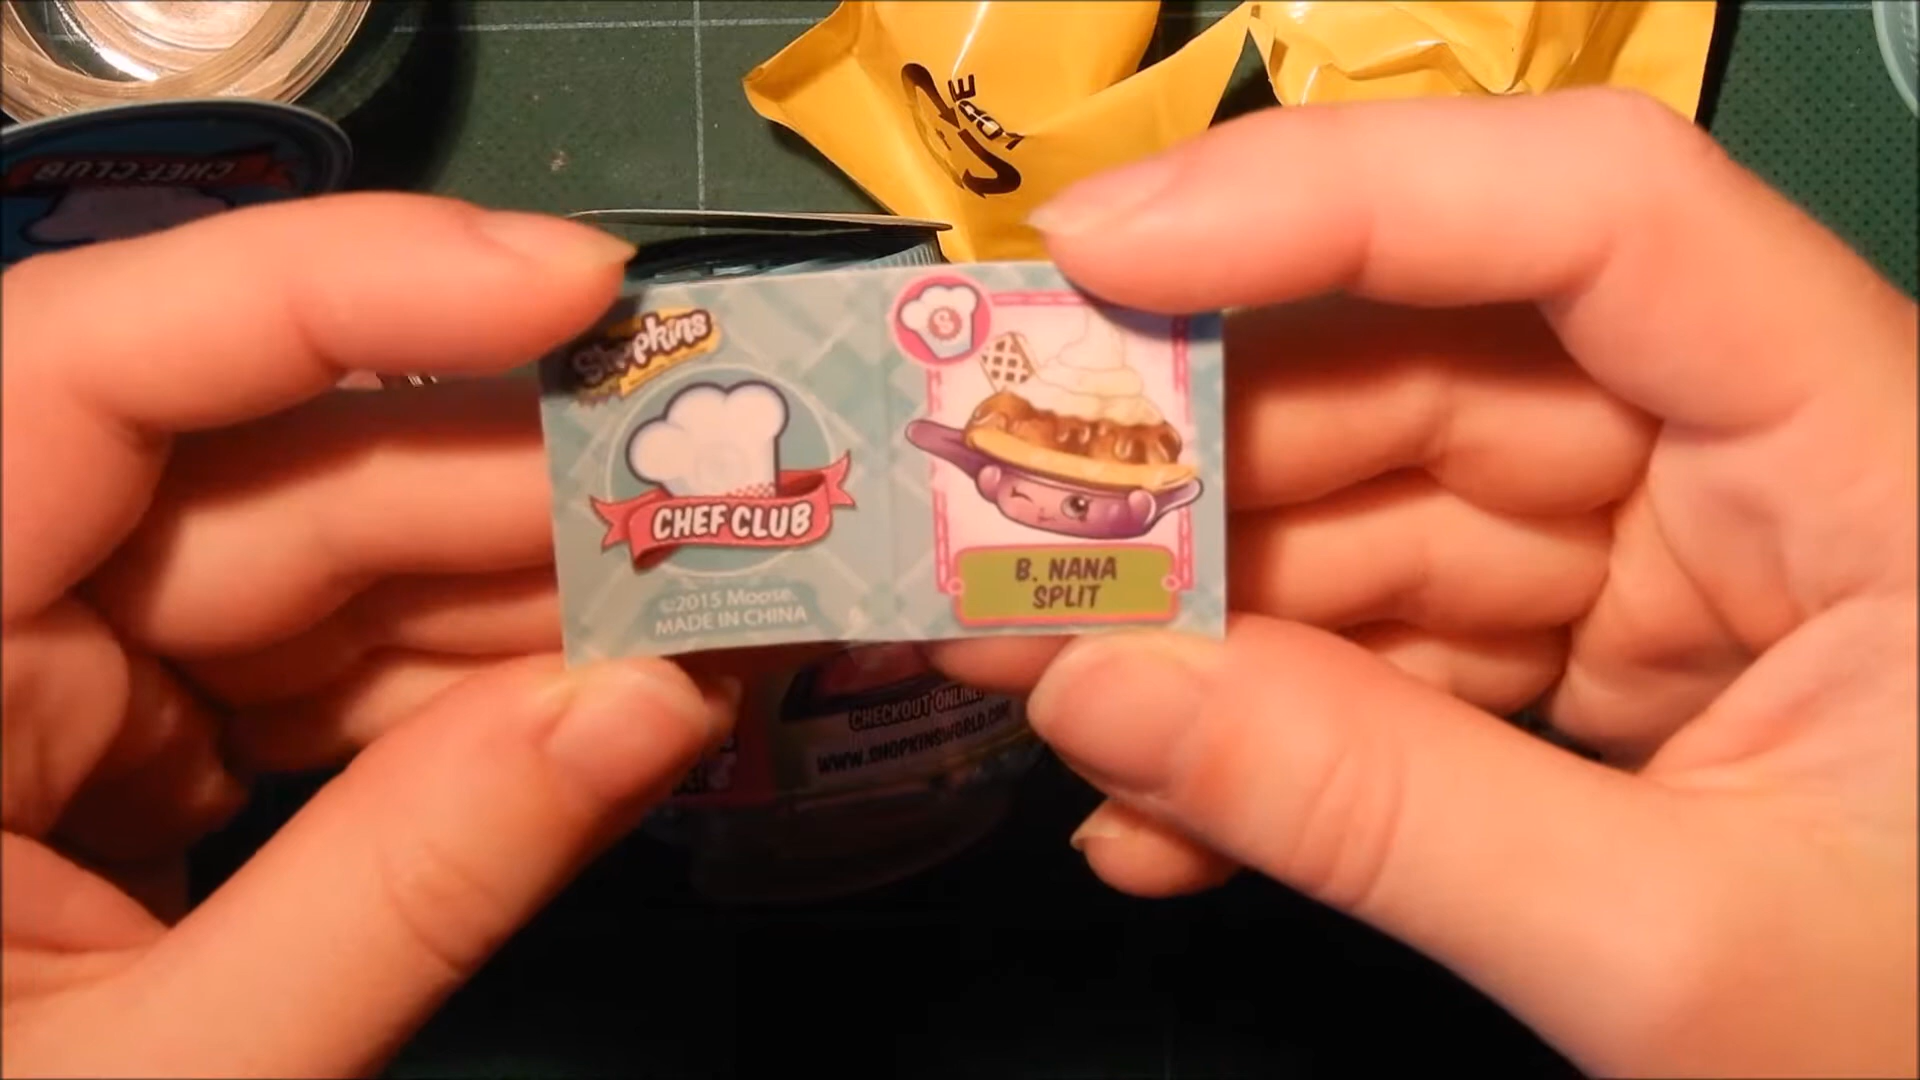 CHEF CLUB
Shopkins
CHEF CLUB
©2015 Moose.
MADE IN CHINA
S
B. NANA
SPLIT
CHECKOUT ONLINE
WWW.SHOPKINSWORLD.COM